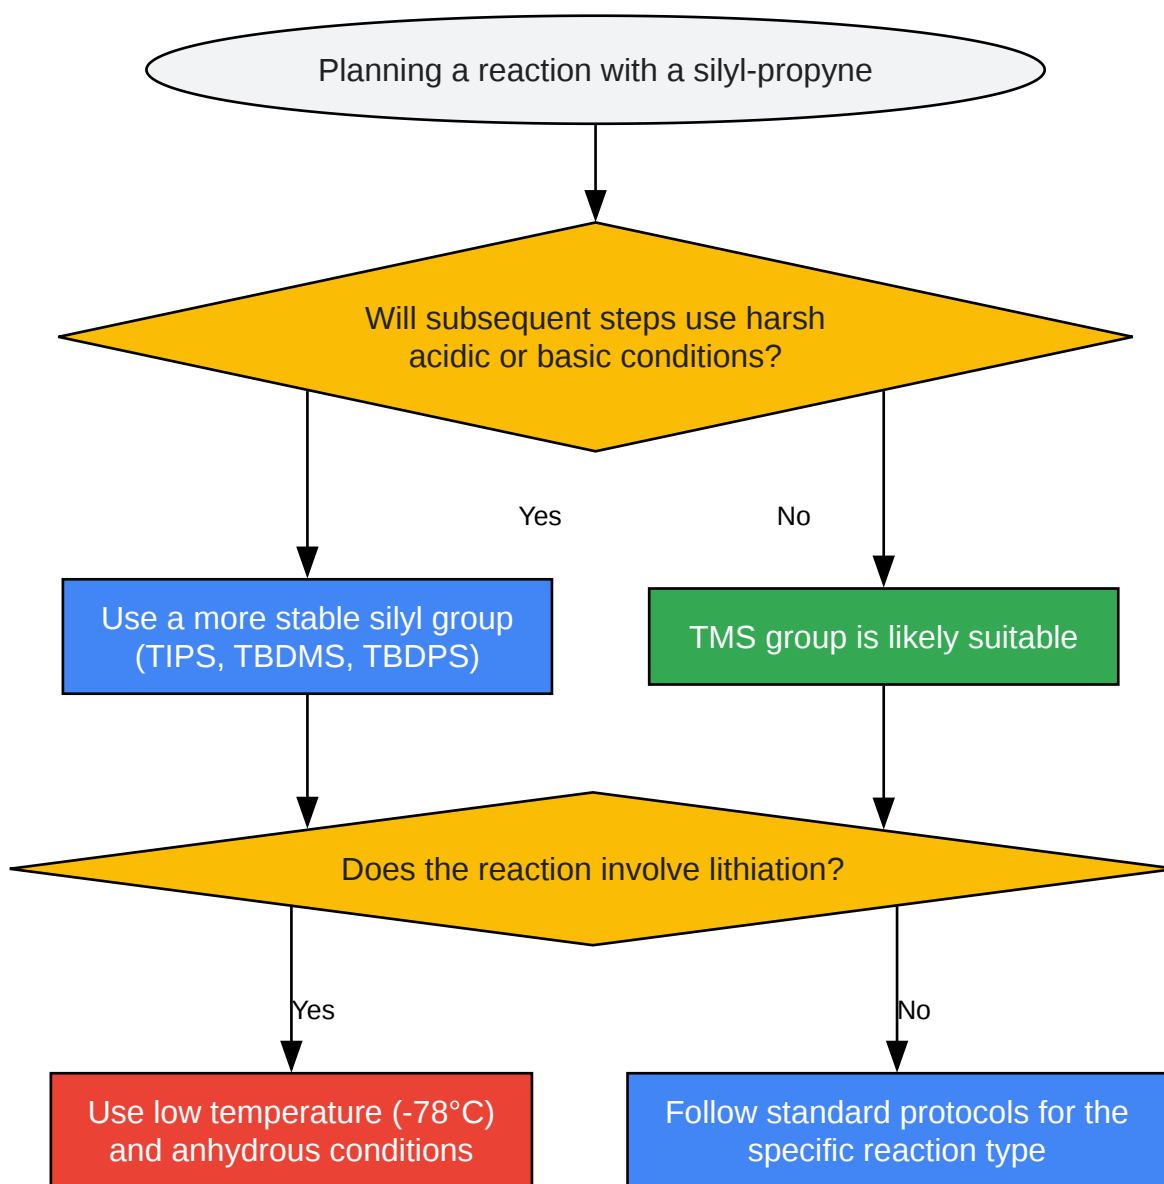 Planning a reaction with a silyl-propyne
Will subsequent steps use harsh
acidic or basic conditions?
Yes
No
Use a more stable silyl group
(TIPS, TBDMS, TBDPS)
TMS group is likely suitable
Does the reaction involve lithiation?
Yes
No
Use low temperature (-78°C)
and anhydrous conditions
Follow standard protocols for the
specific reaction type